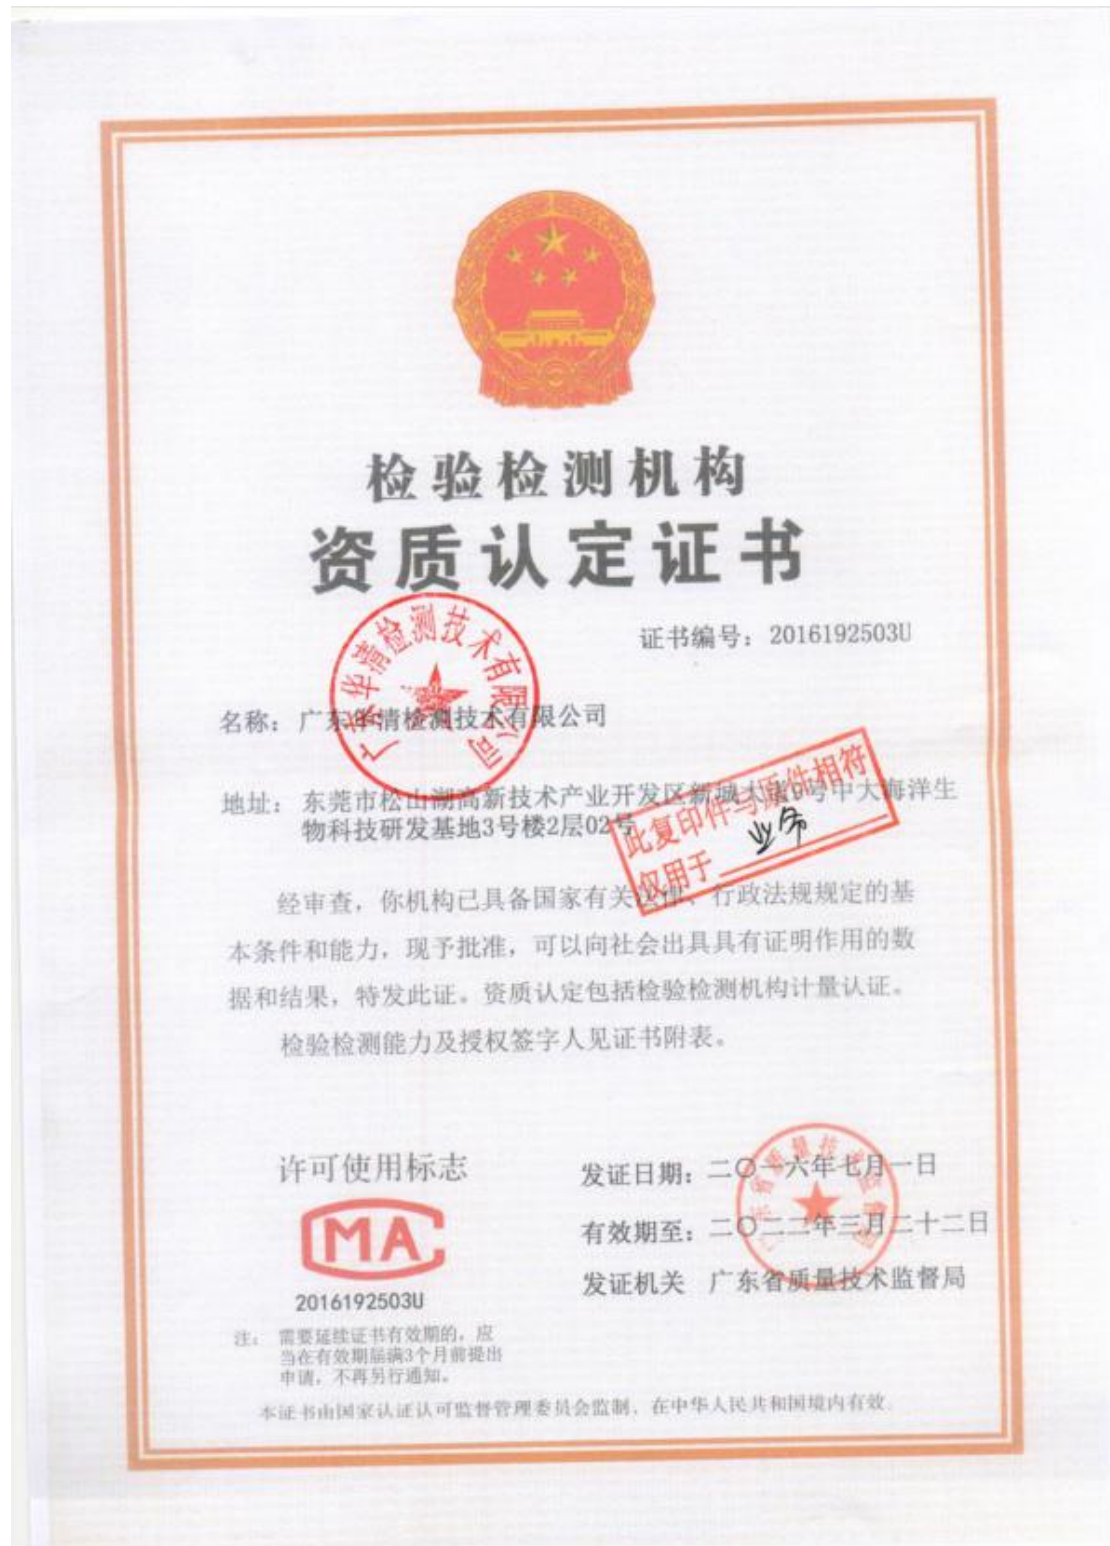 检验检测机构
资质认定证书
证书编号：2016192503U
广东华清检测技术有限公司
名称：广东华清检测技术有限公司
地址：东莞市松山湖高新技术产业开发区新城大道9号中大海洋生
物科技研发基地3号楼2层02号
此复印件与原件相符
仅用于 业务
经审查，你机构已具备国家有关法律、行政法规规定的基
本条件和能力，现予批准，可以向社会出具具有证明作用的数
据和结果，特发此证。资质认定包括检验检测机构计量认证。
检验检测能力及授权签字人见证书附表。
许可使用标志
MA
2016192503U
发证日期：二〇一六年七月一日
有效期至：二〇二二年三月二十二日
发证机关 广东省质量技术监督局
广东省质量技术监督局
注：需要延续证书有效期的，应
当在有效期届满3个月前提出
申请，不再另行通知。
本证书由国家认证认可监督管理委员会监制，在中华人民共和国境内有效。